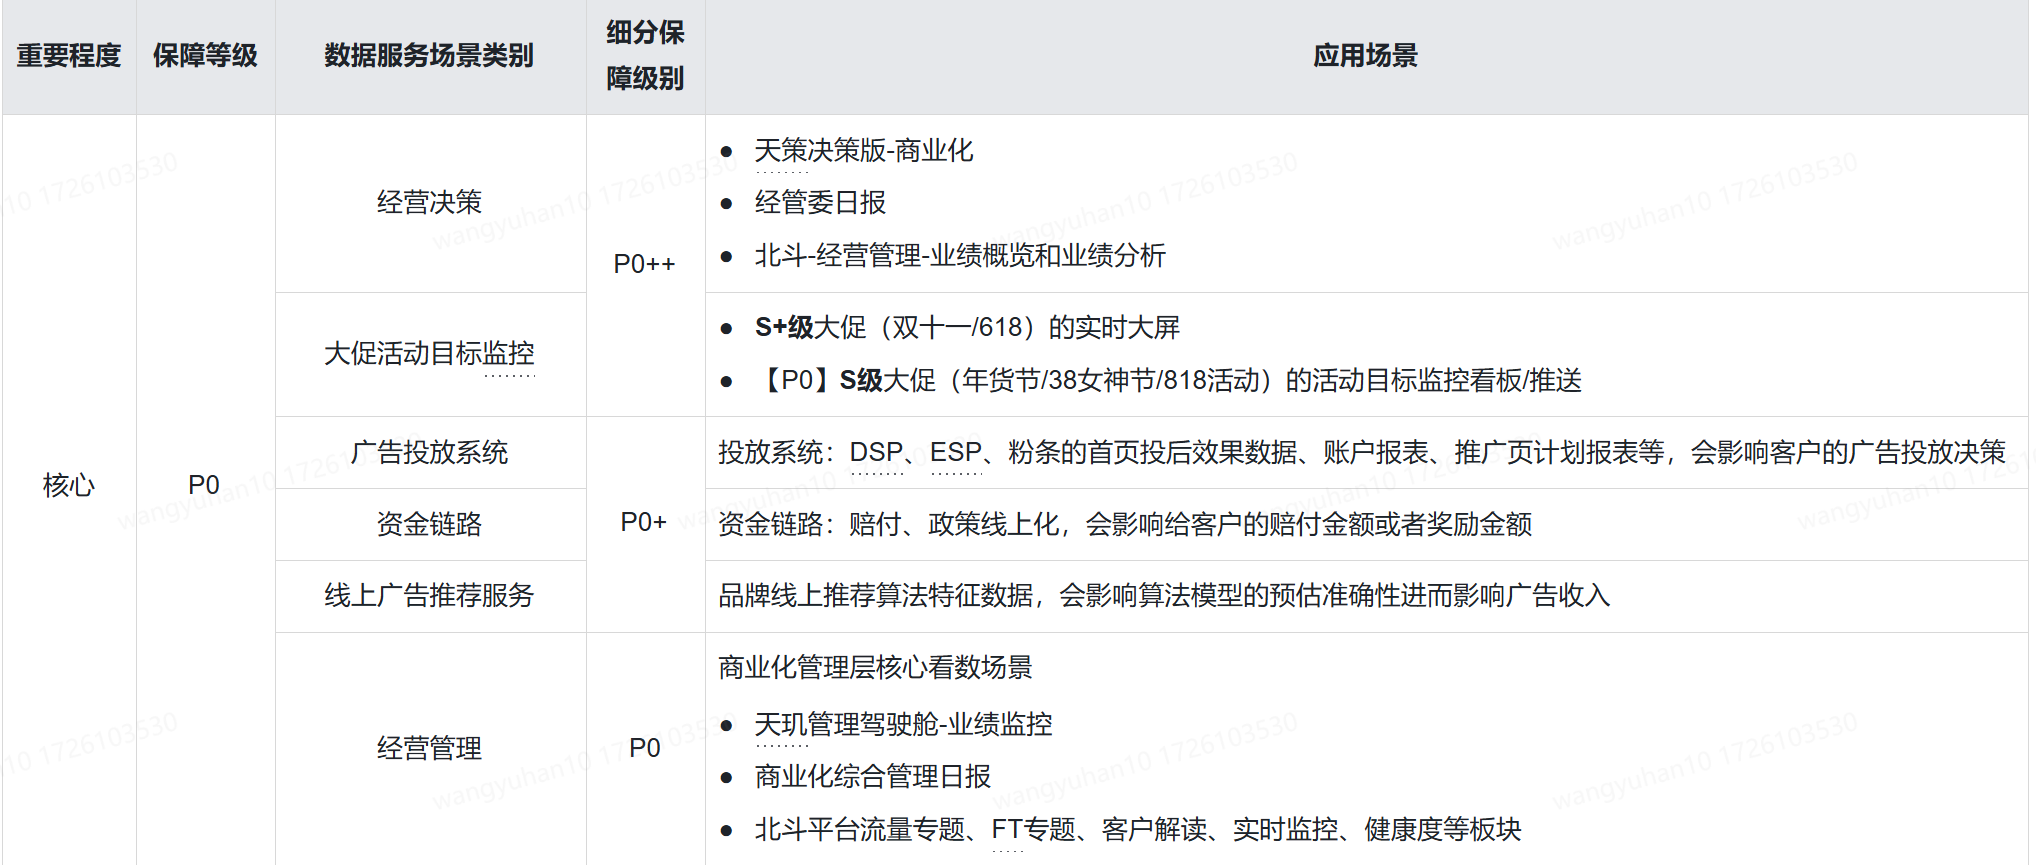 重要程度
保障等级
数据服务场景类别
细分保
障级别
应用场景
核心
P0
经营决策
P0++
● 天策决策版-商业化
● 经管委日报
● 北斗-经营管理-业绩概览和业绩分析
大促活动目标监控
● S+级大促（双十一/618）的实时大屏
● 【P0】S级大促（年货节/38女神节/818活动）的活动目标监控看板/推送
广告投放系统
P0+
投放系统：DSP、ESP、粉条的首页投后效果数据、账户报表、推广页计划报表等，会影响客户的广告投放决策
资金链路
资金链路：赔付、政策线上化，会影响给客户的赔付金额或者奖励金额
线上广告推荐服务
品牌线上推荐算法特征数据，会影响算法模型的预估准确性进而影响广告收入
经营管理
P0
商业化管理层核心看数场景
● 天玑管理驾驶舱-业绩监控
● 商业化综合管理日报
● 北斗平台流量专题、FT专题、客户解读、实时监控、健康度等板块
wangyuhan10 1726103530